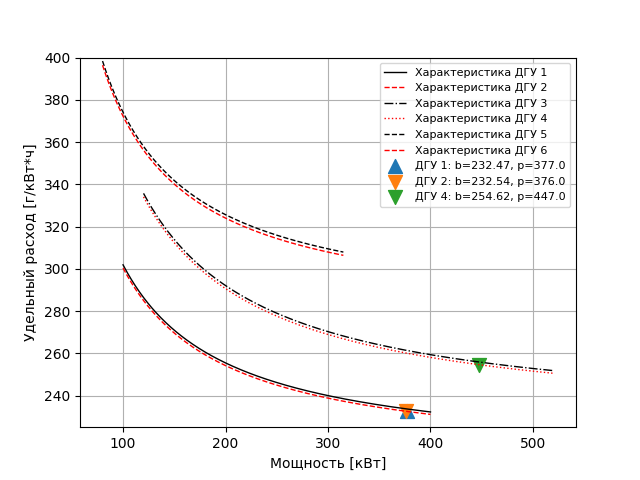 400
380
360
340
320
300
280
260
240
100
200
300
400
500
Удельный расход [г/кВт*ч]
Мощность [кВт]
Характеристика ДГУ 1
Характеристика ДГУ 2
Характеристика ДГУ 3
Характеристика ДГУ 4
Характеристика ДГУ 5
Характеристика ДГУ 6
ДГУ 1: b=232.47, p=377.0
ДГУ 2: b=232.54, p=376.0
ДГУ 4: b=254.62, p=447.0